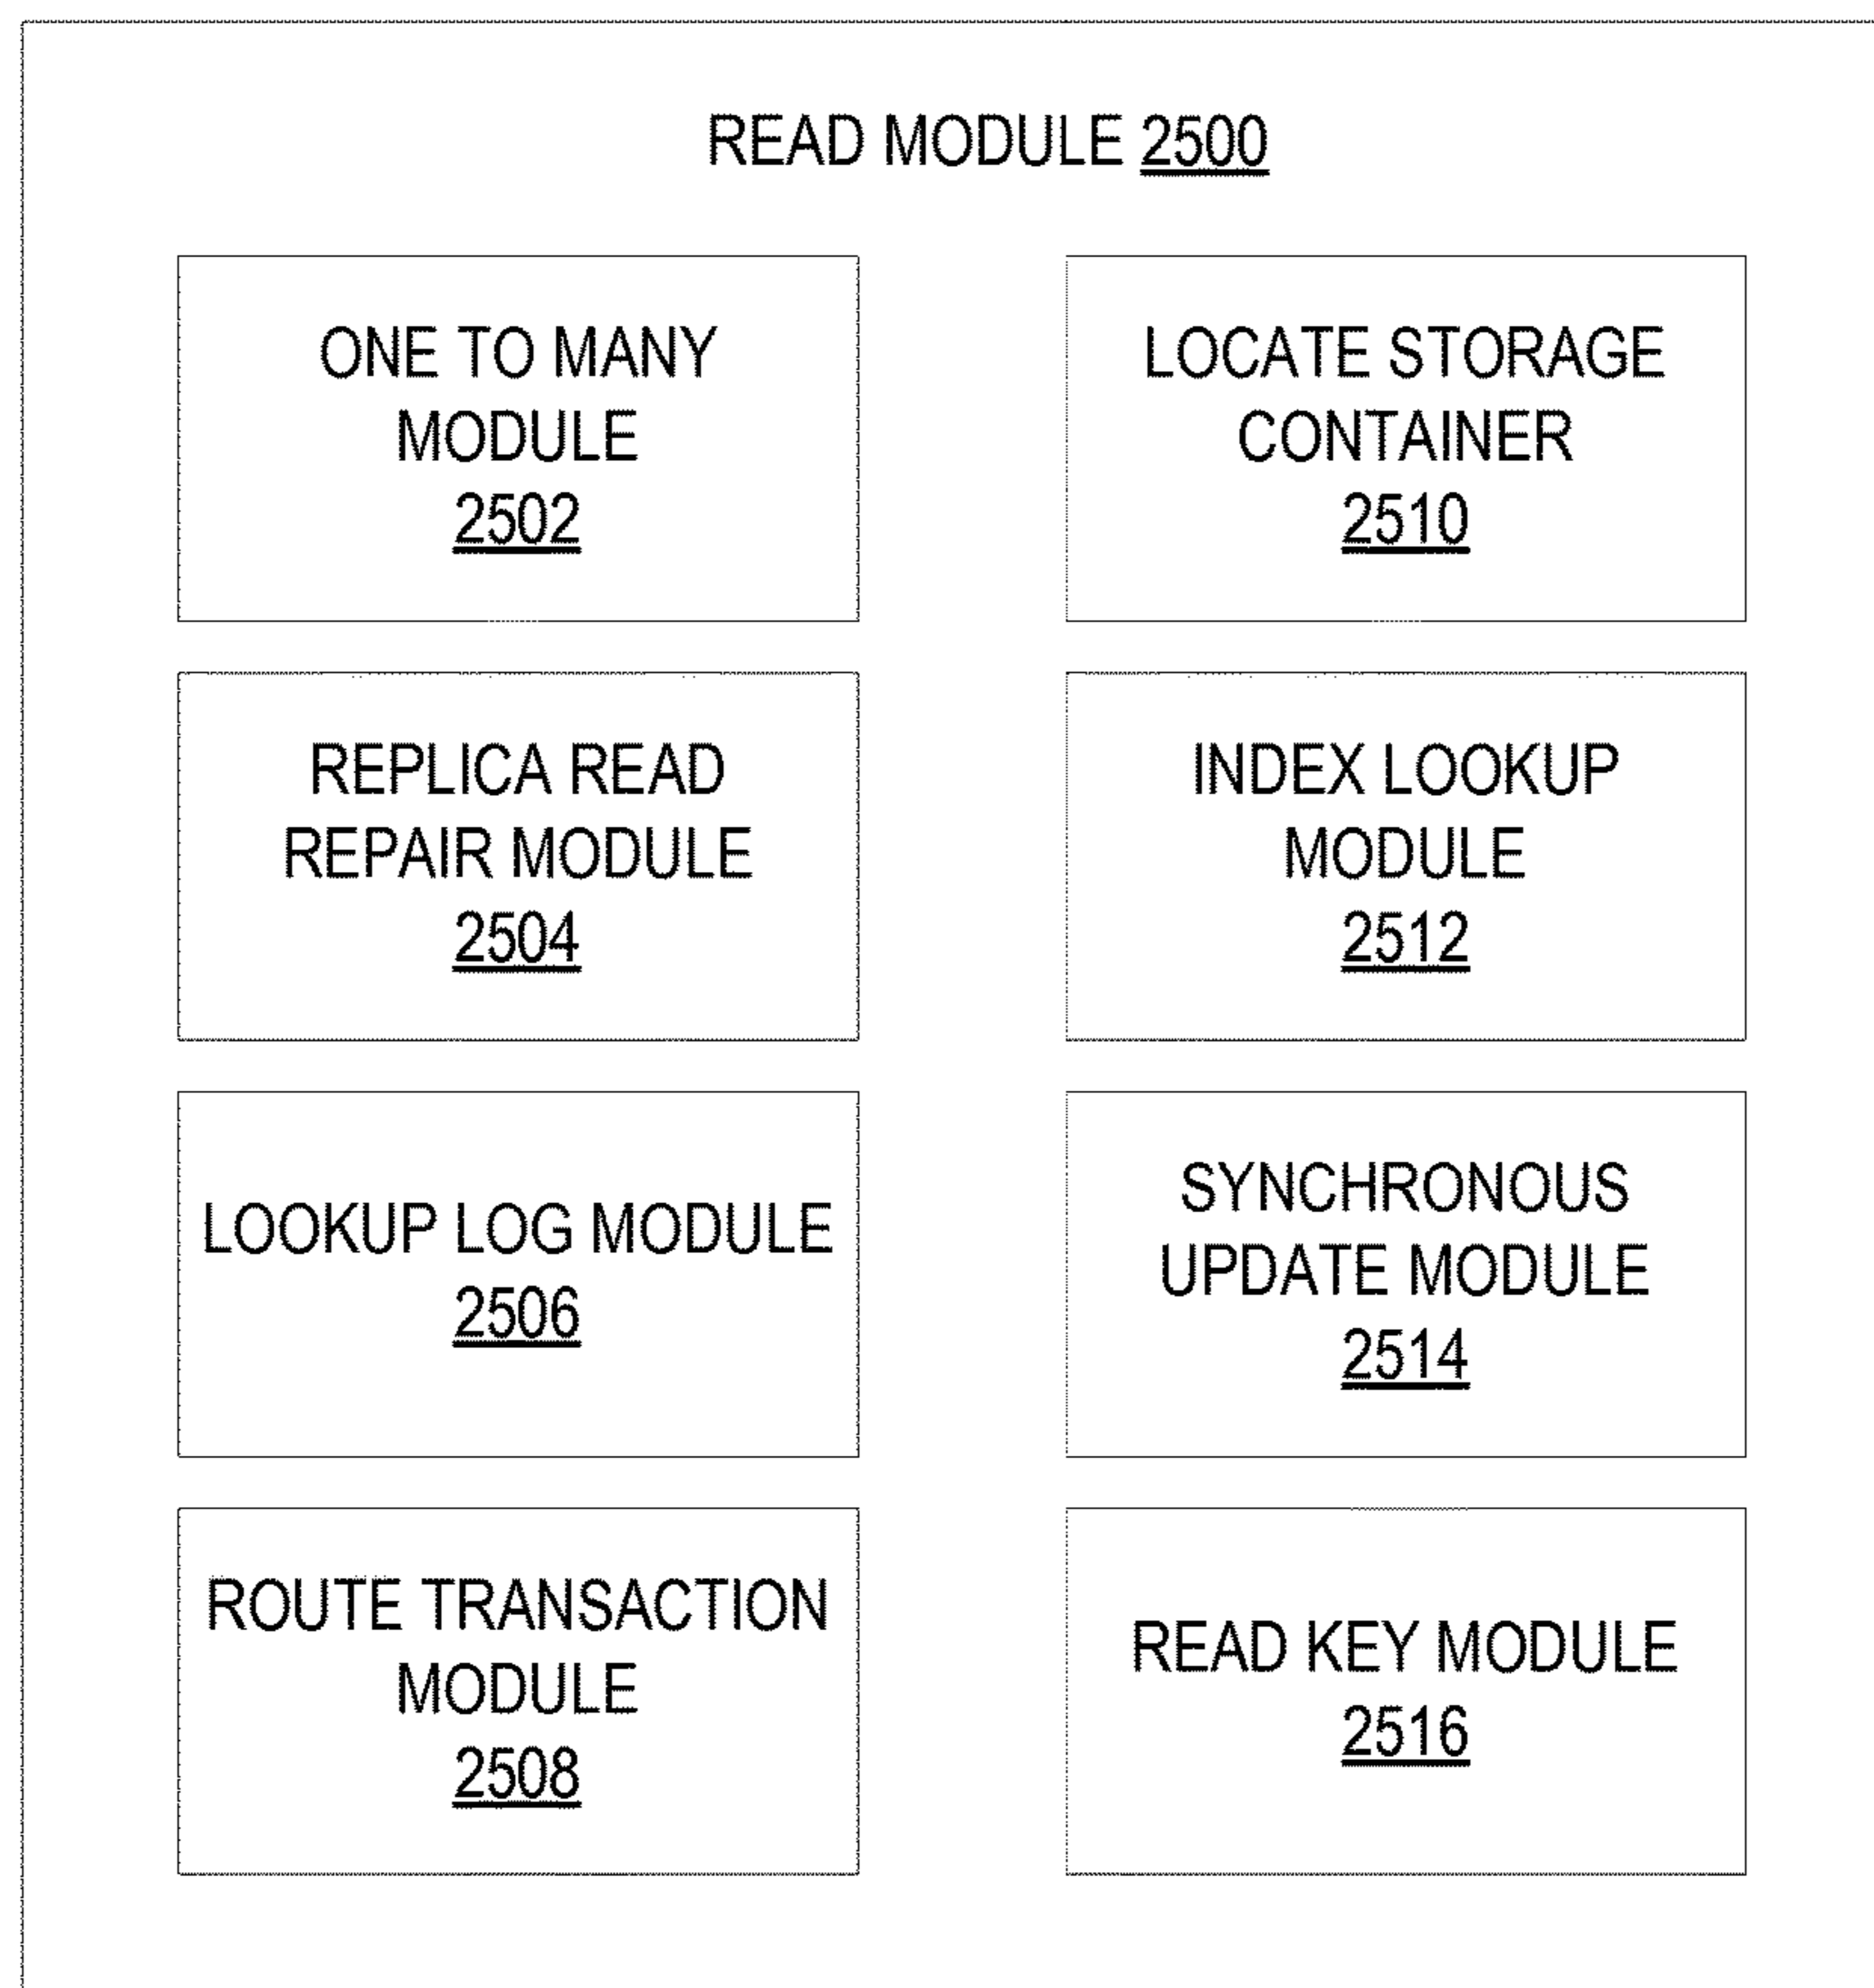 READ MODULE 2500
ONE TO MANY
MODULE
2502
LOCATE STORAGE
CONTAINER
2510
REPLICA READ
REPAIR MODULE
2504
INDEX LOOKUP
MODULE
2512
LOOKUP LOG MODULE
2506
SYNCHRONOUS
UPDATE MODULE
2514
ROUTE TRANSACTION
MODULE
2508
READ KEY MODULE
2516